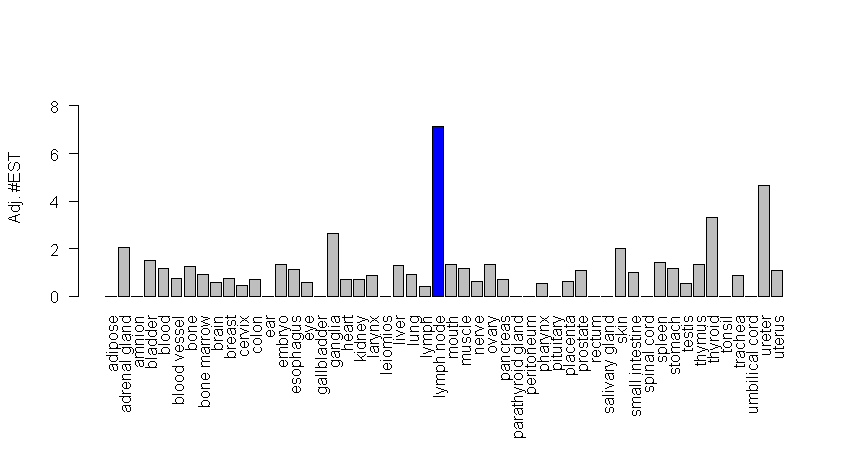 Adj. #EST
8
6
4
2
0
adipose
adrenal gland
amnion
bladder
blood
blood vessel
bone
bone marrow
brain
breast
cervix
colon
ear
embryo
esophagus
eye
gallbladder
ganglia
heart
kidney
larynx
leiomios
liver
lung
lymph
lymph node
mouth
muscle
nerve
ovary
pancreas
parathyroid gland
peritoneum
pharynx
pituitary
placenta
prostate
rectum
salivary gland
skin
small intestine
spinal cord
spleen
stomach
testis
thymus
thyroid
tonsil
trachea
umbilical cord
ureter
uterus